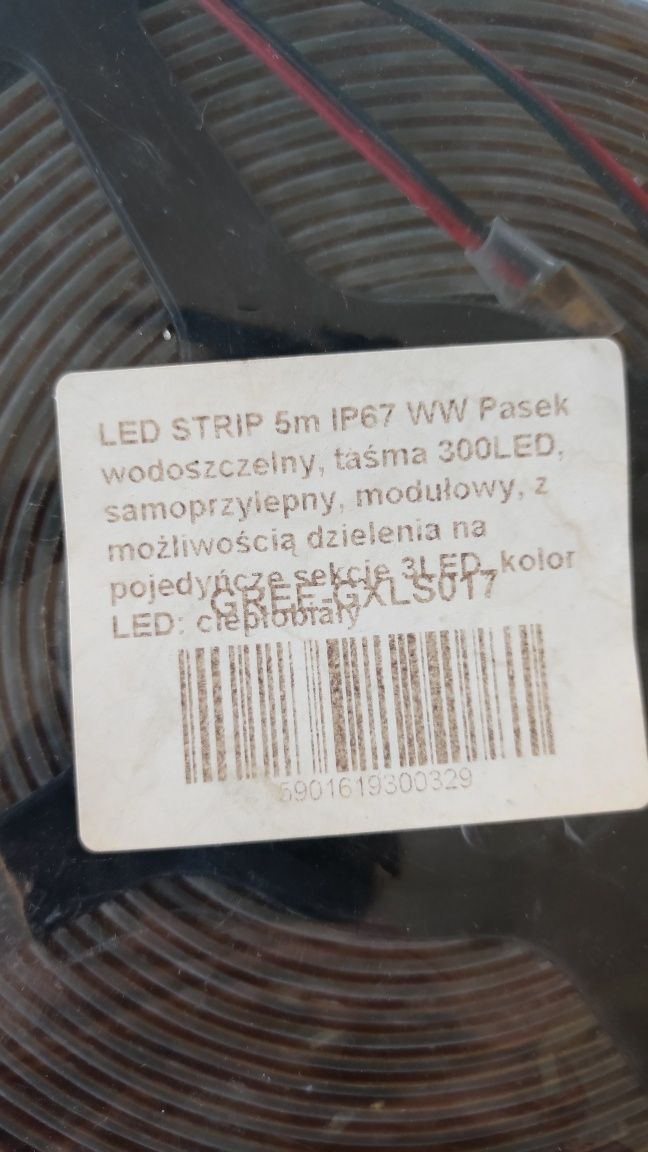 LED STRIP 5m IP67 WW Pasek
wodoszczelny, taśma 300LED,
samoprzylepny, modułowy, z
możliwością dzielenia na
pojedyńcze sekcje 3LED, kolor
GREE-GXLS017
LED: ciepłobiały
5901619300329